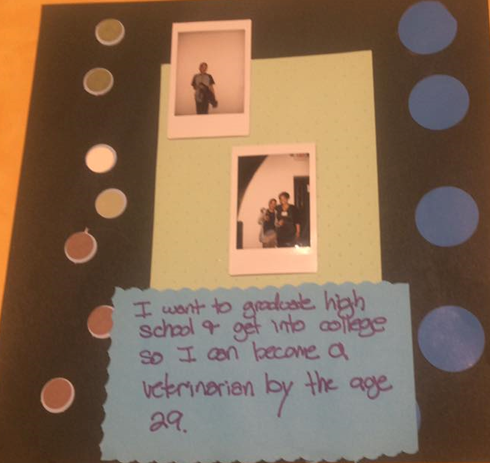 I want to graduate high
school & get into college
so I can become a
veterinarian by the age
29.